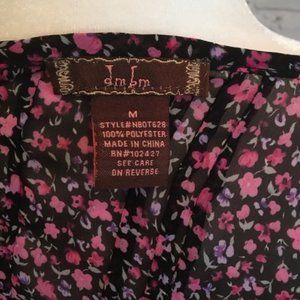 dmbm
M
STYLE#NBOT628
100% POLYESTER
MADE IN CHINA
RN#102427
SEE CARE
ON REVERSE